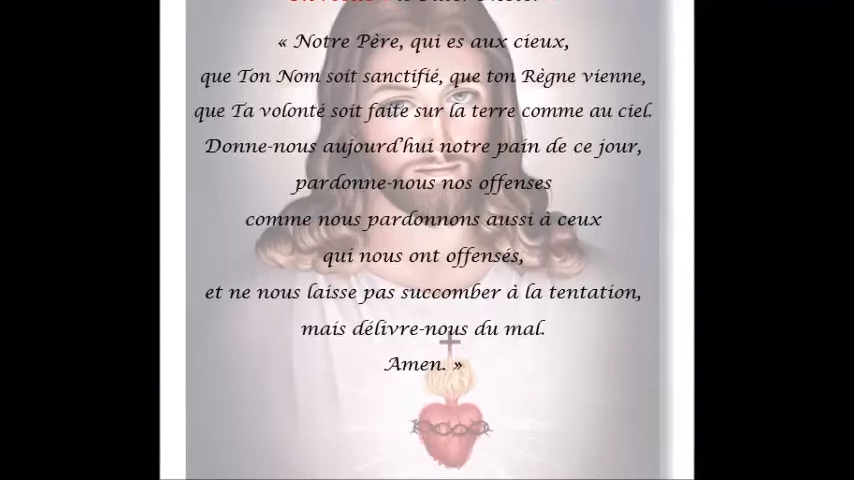 « Notre Père, qui es aux cieux,
que Ton Nom soit sanctifié, que ton Règne vienne,
que Ta volonté soit faite sur la terre comme au ciel.
Donne-nous aujourd'hui notre pain de ce jour,
pardonne-nous nos offenses
comme nous pardonnons aussi à ceux
qui nous ont offensés,
et ne nous laisse pas succomber à la tentation,
mais délivre-nous du mal.
Amen. »